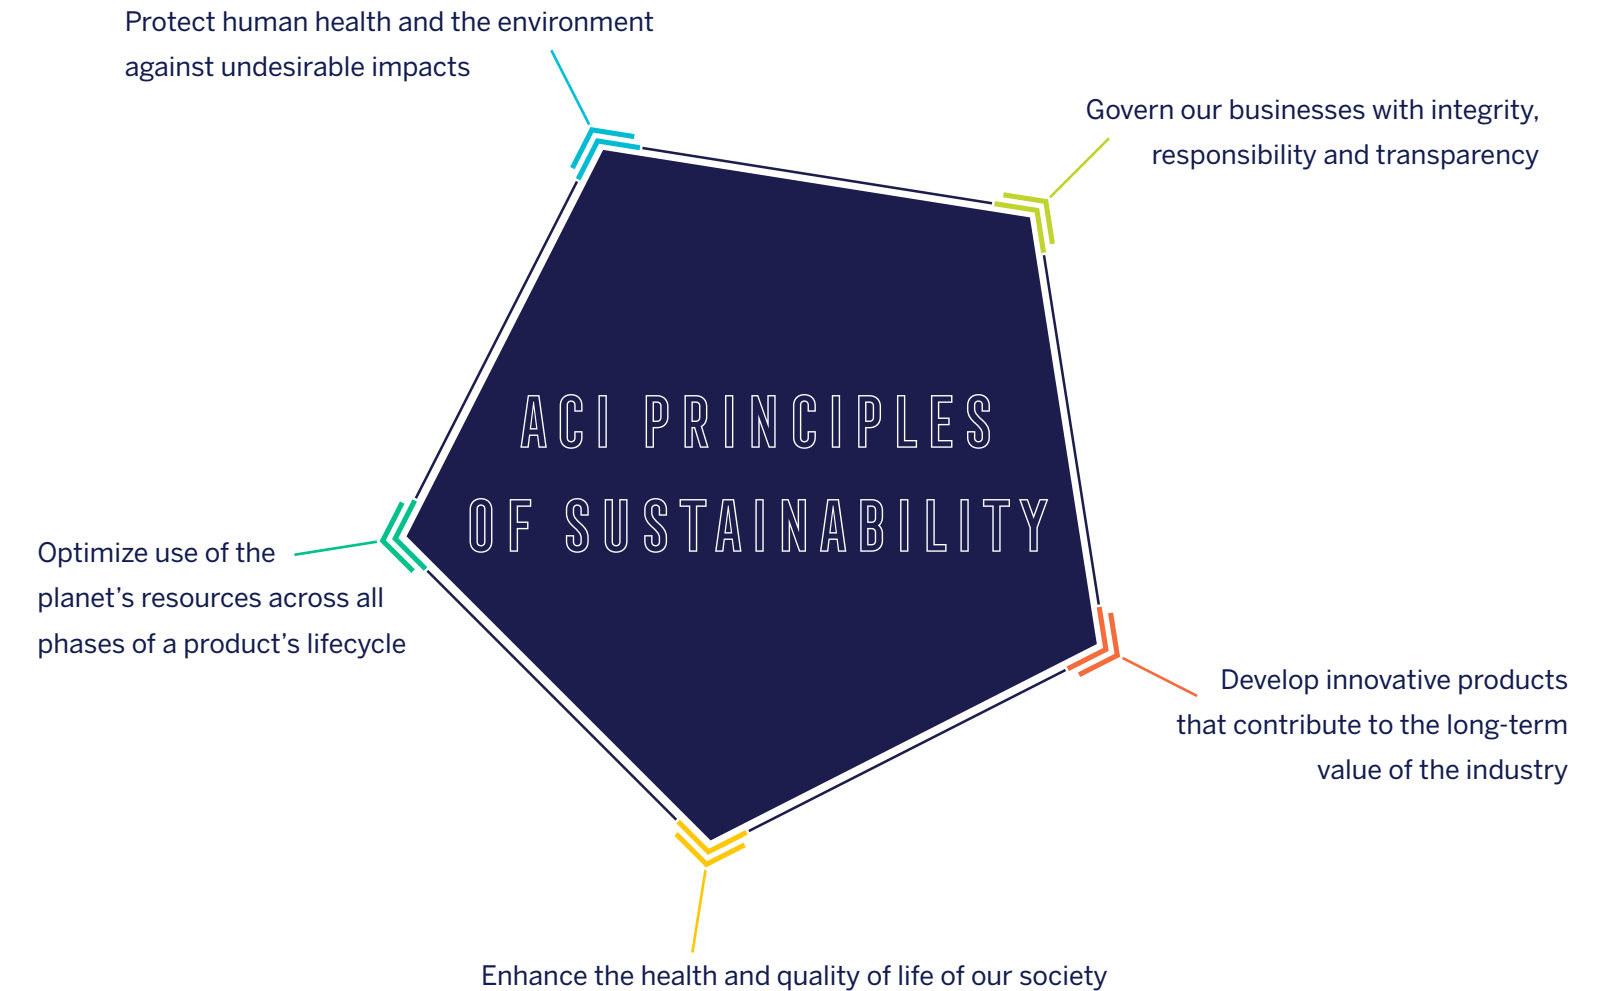 Protect human health and the environment
against undesirable impacts
Govern our businesses with integrity,
responsibility and transparency
ACI PRINCIPLES
OF SUSTAINABILITY
Optimize use of the
planet’s resources across all
phases of a product’s lifecycle
Develop innovative products
that contribute to the long-term
value of the industry
Enhance the health and quality of life of our society